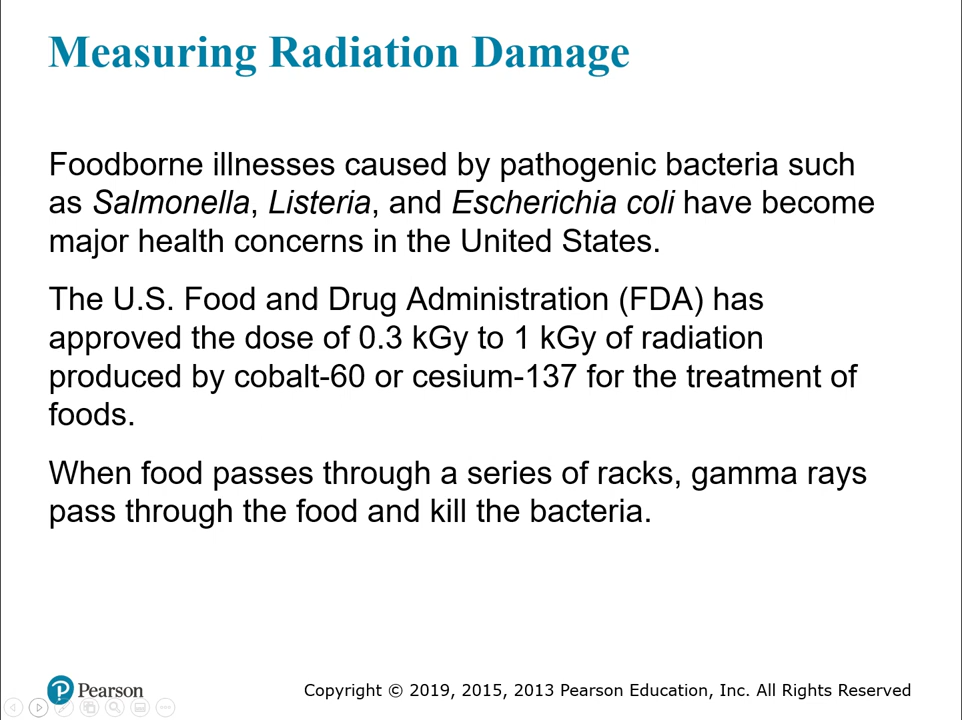 Measuring Radiation Damage
Foodborne illnesses caused by pathogenic bacteria such
as Salmonella, Listeria, and Escherichia coli have become
major health concerns in the United States.
The U.S. Food and Drug Administration (FDA) has
approved the dose of 0.3 kGy to 1 kGy of radiation
produced by cobalt-60 or cesium-137 for the treatment of
foods.
When food passes through a series of racks, gamma rays
pass through the food and kill the bacteria.
P Pearson
Copyright © 2019, 2015, 2013 Pearson Education, Inc. All Rights Reserved